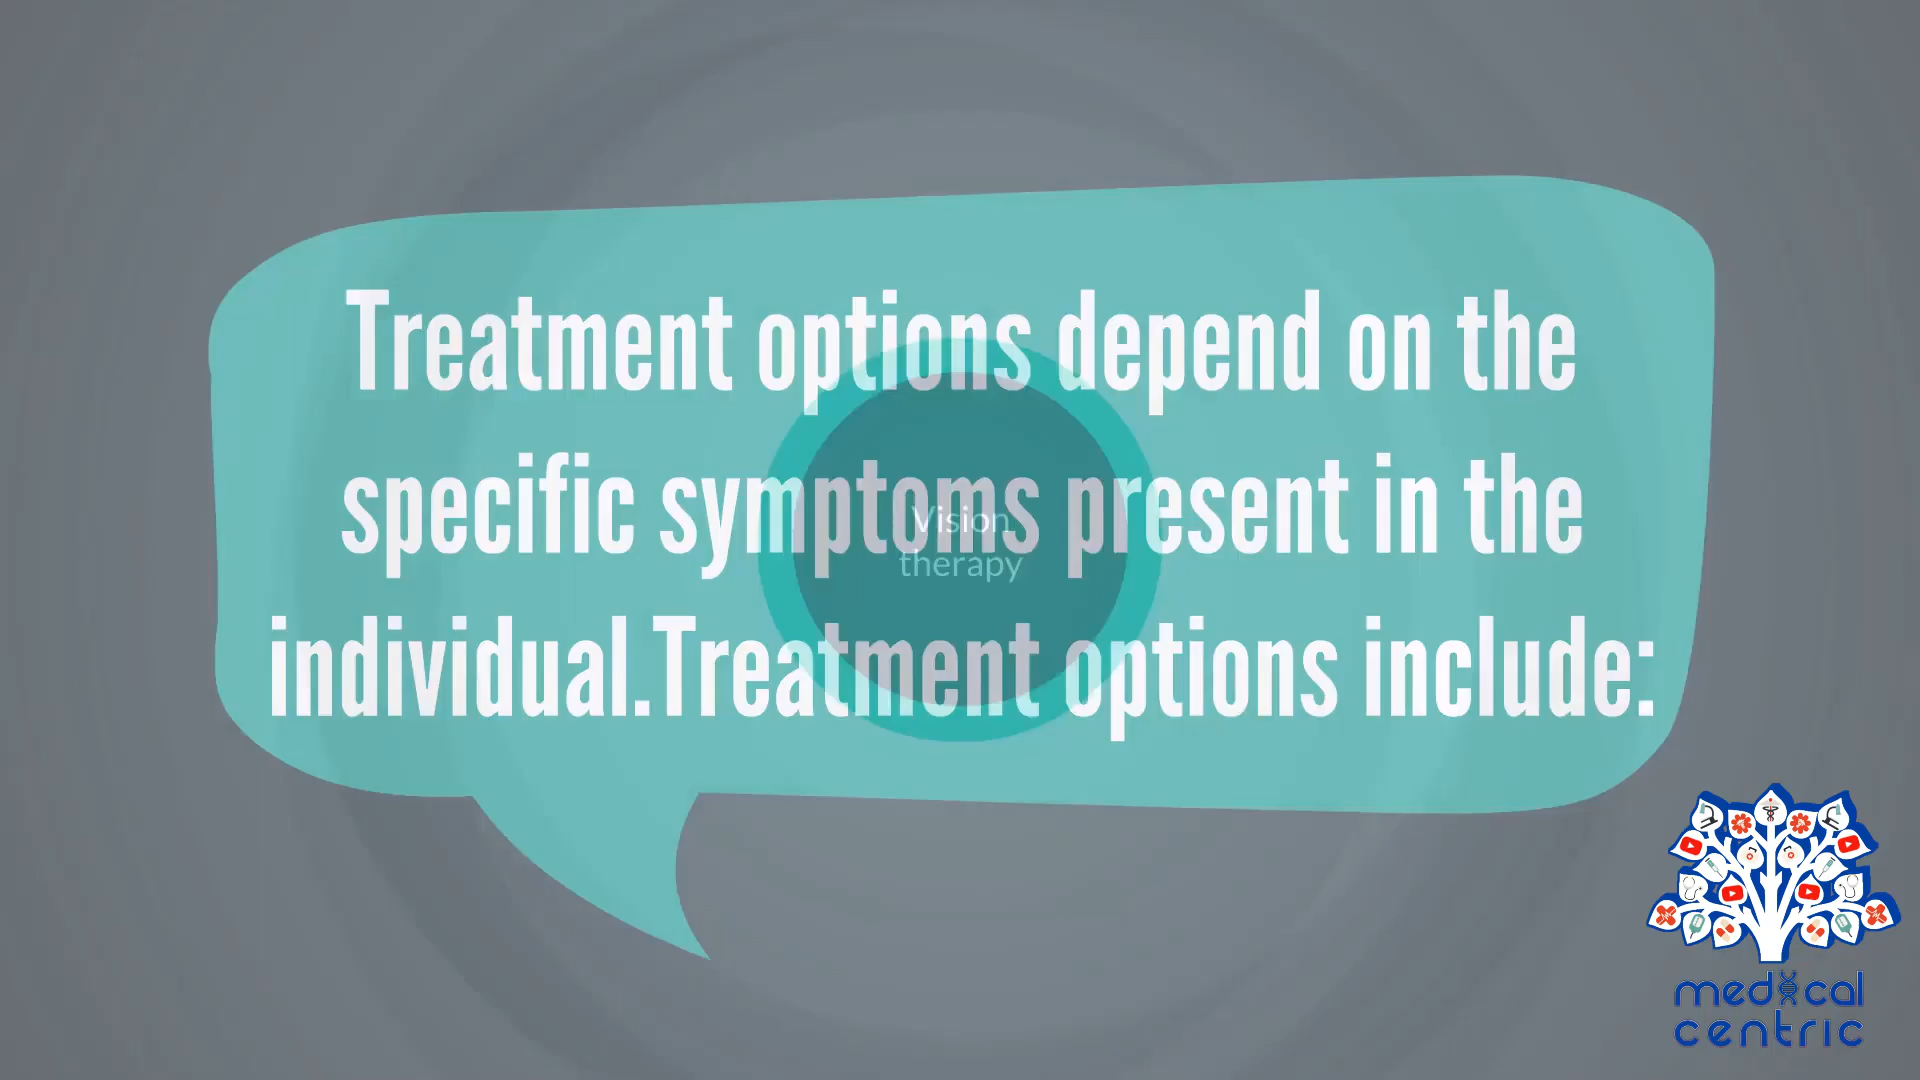 Treatment options depend on the
specific symptoms present in the
individual.Treatment options include:
Vision
therapy
medical
centric